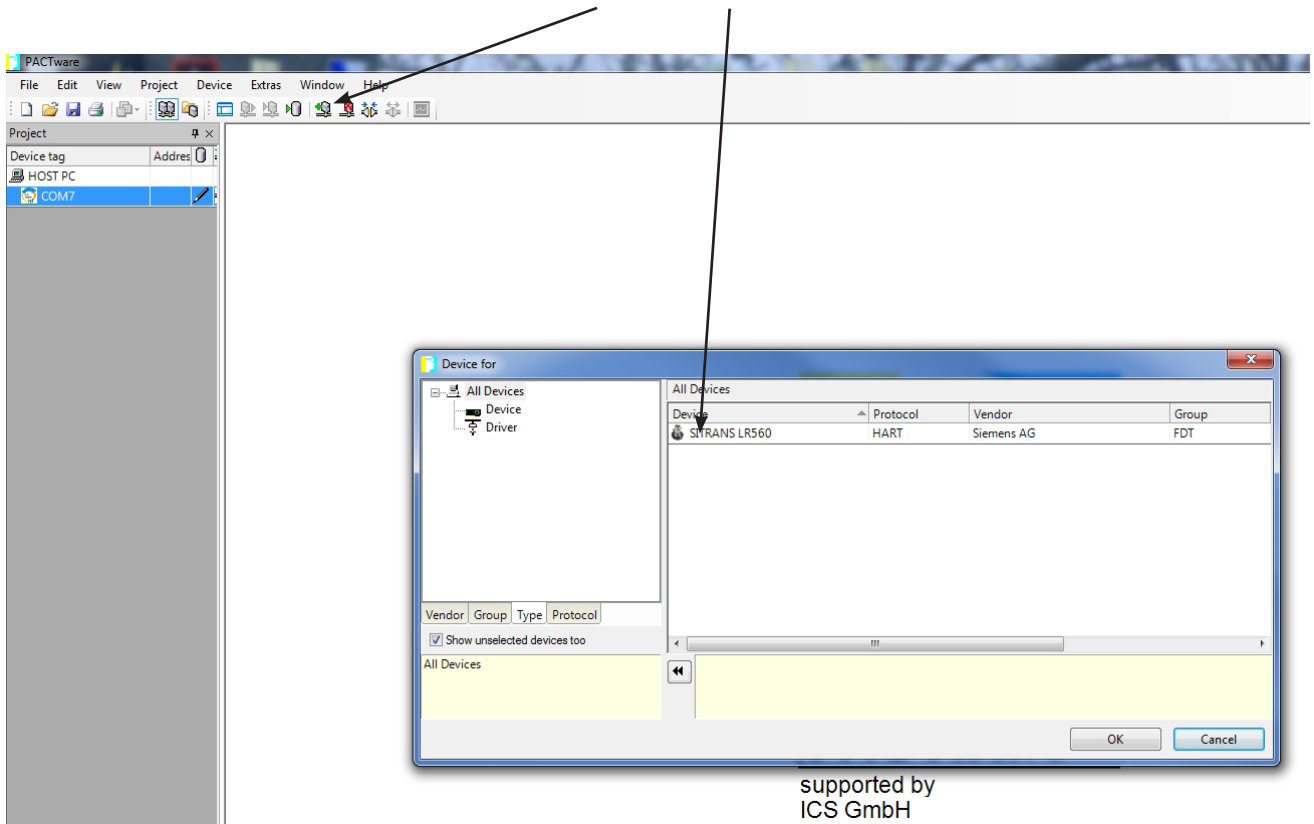 PACTware
File Edit View Project Device Extras Window Help
Project
Device tag Addres
HOST PC
COM7
Device for
All Devices
Device
Driver
Vendor Group Type Protocol
Show unselected devices too
All Devices
All Devices
Device Protocol Vendor Group
SITRANS LR560 HART Siemens AG FDT
OK Cancel
supported by
ICS GmbH